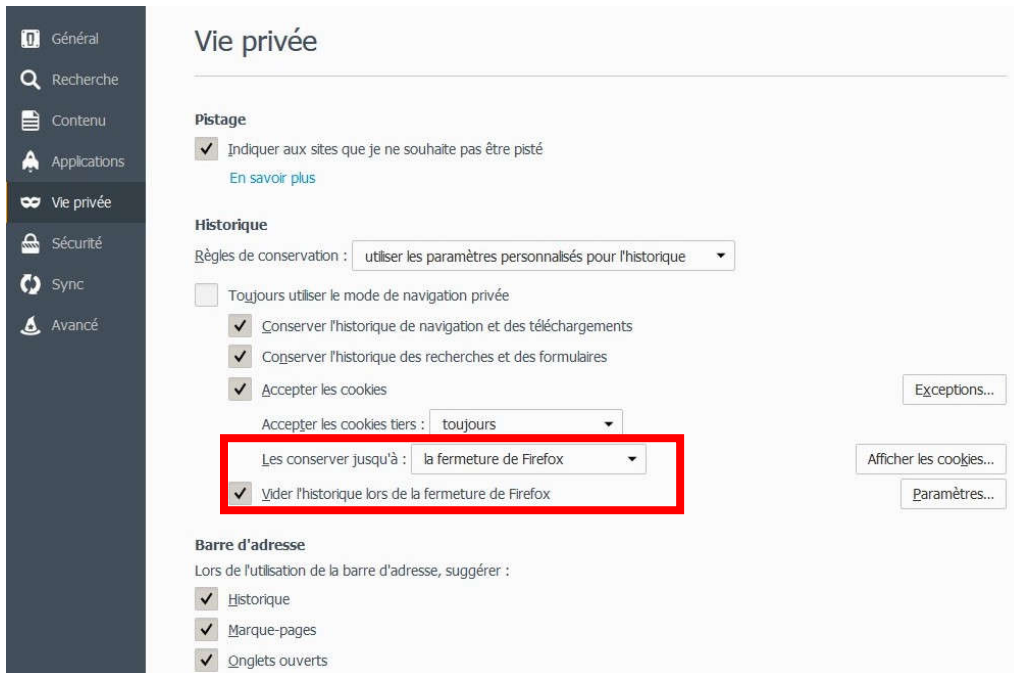 Général
Recherche
Contenu
Applications
Vie privée
Sécurité
Sync
Avancé
Vie privée
Pistage
Indiquer aux sites que je ne souhaite pas être pisté
En savoir plus
Historique
Règles de conservation : utiliser les paramètres personnalisés pour l'historique
Toujours utiliser le mode de navigation privée
Conserver l'historique de navigation et des téléchargements
Conserver l'historique des recherches et des formulaires
Accepter les cookies Exceptions...
Accepter les cookies tiers : toujours
Les conserver jusqu'à : la fermeture de Firefox Afficher les cookies...
Vider l'historique lors de la fermeture de Firefox Paramètres...
Barre d'adresse
Lors de l'utilisation de la barre d'adresse, suggérer :
Historique
Marque-pages
Onglets ouverts